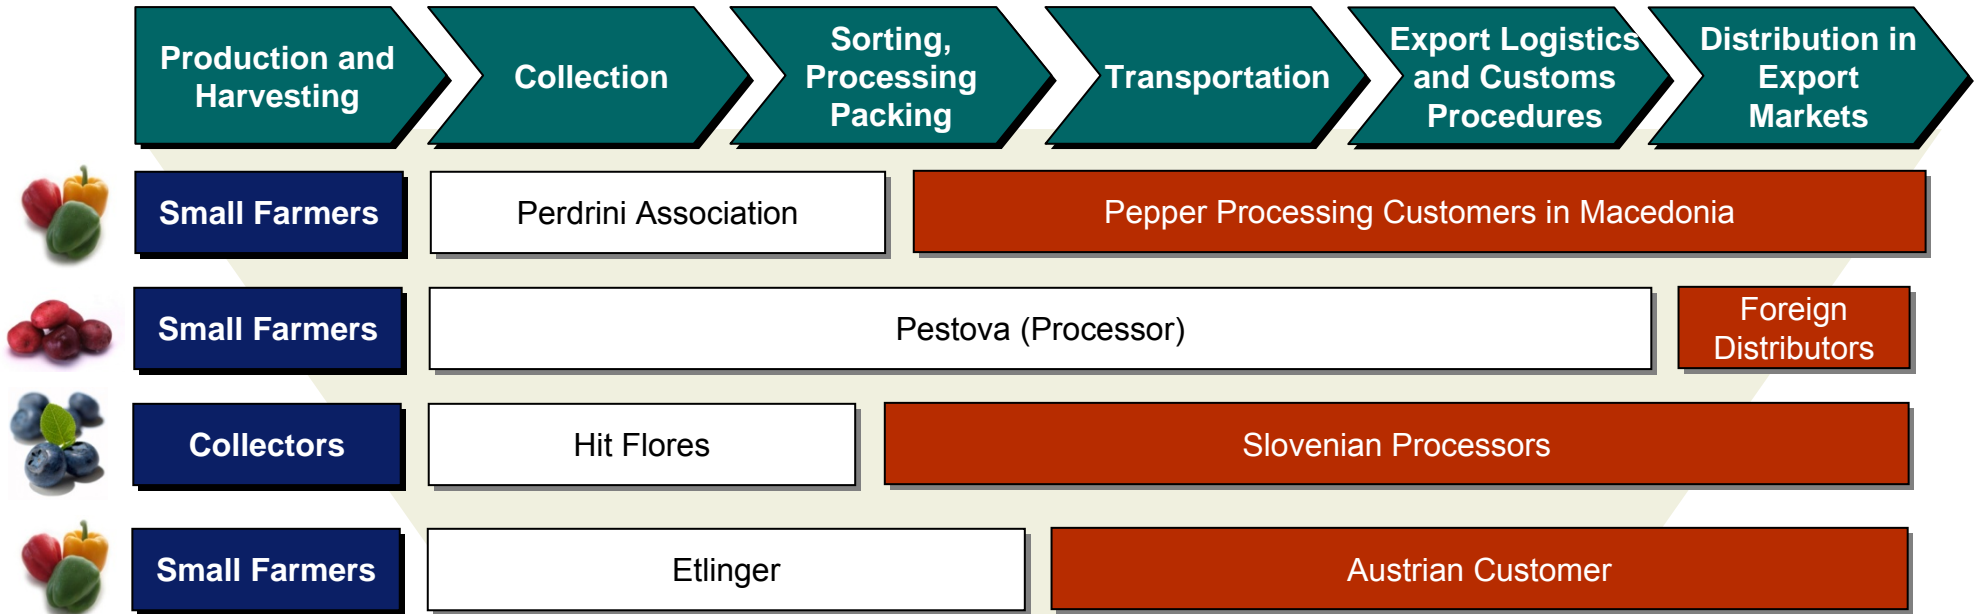 Production and
Harvesting
Collection
Sorting,
Processing
Packing
Transportation
Export Logistics
and Customs
Procedures
Distribution in
Export
Markets
Small Farmers
Perdrini Association
Pepper Processing Customers in Macedonia
Small Farmers
Pestova (Processor)
Foreign
Distributors
Collectors
Hit Flores
Slovenian Processors
Small Farmers
Etlinger
Austrian Customer